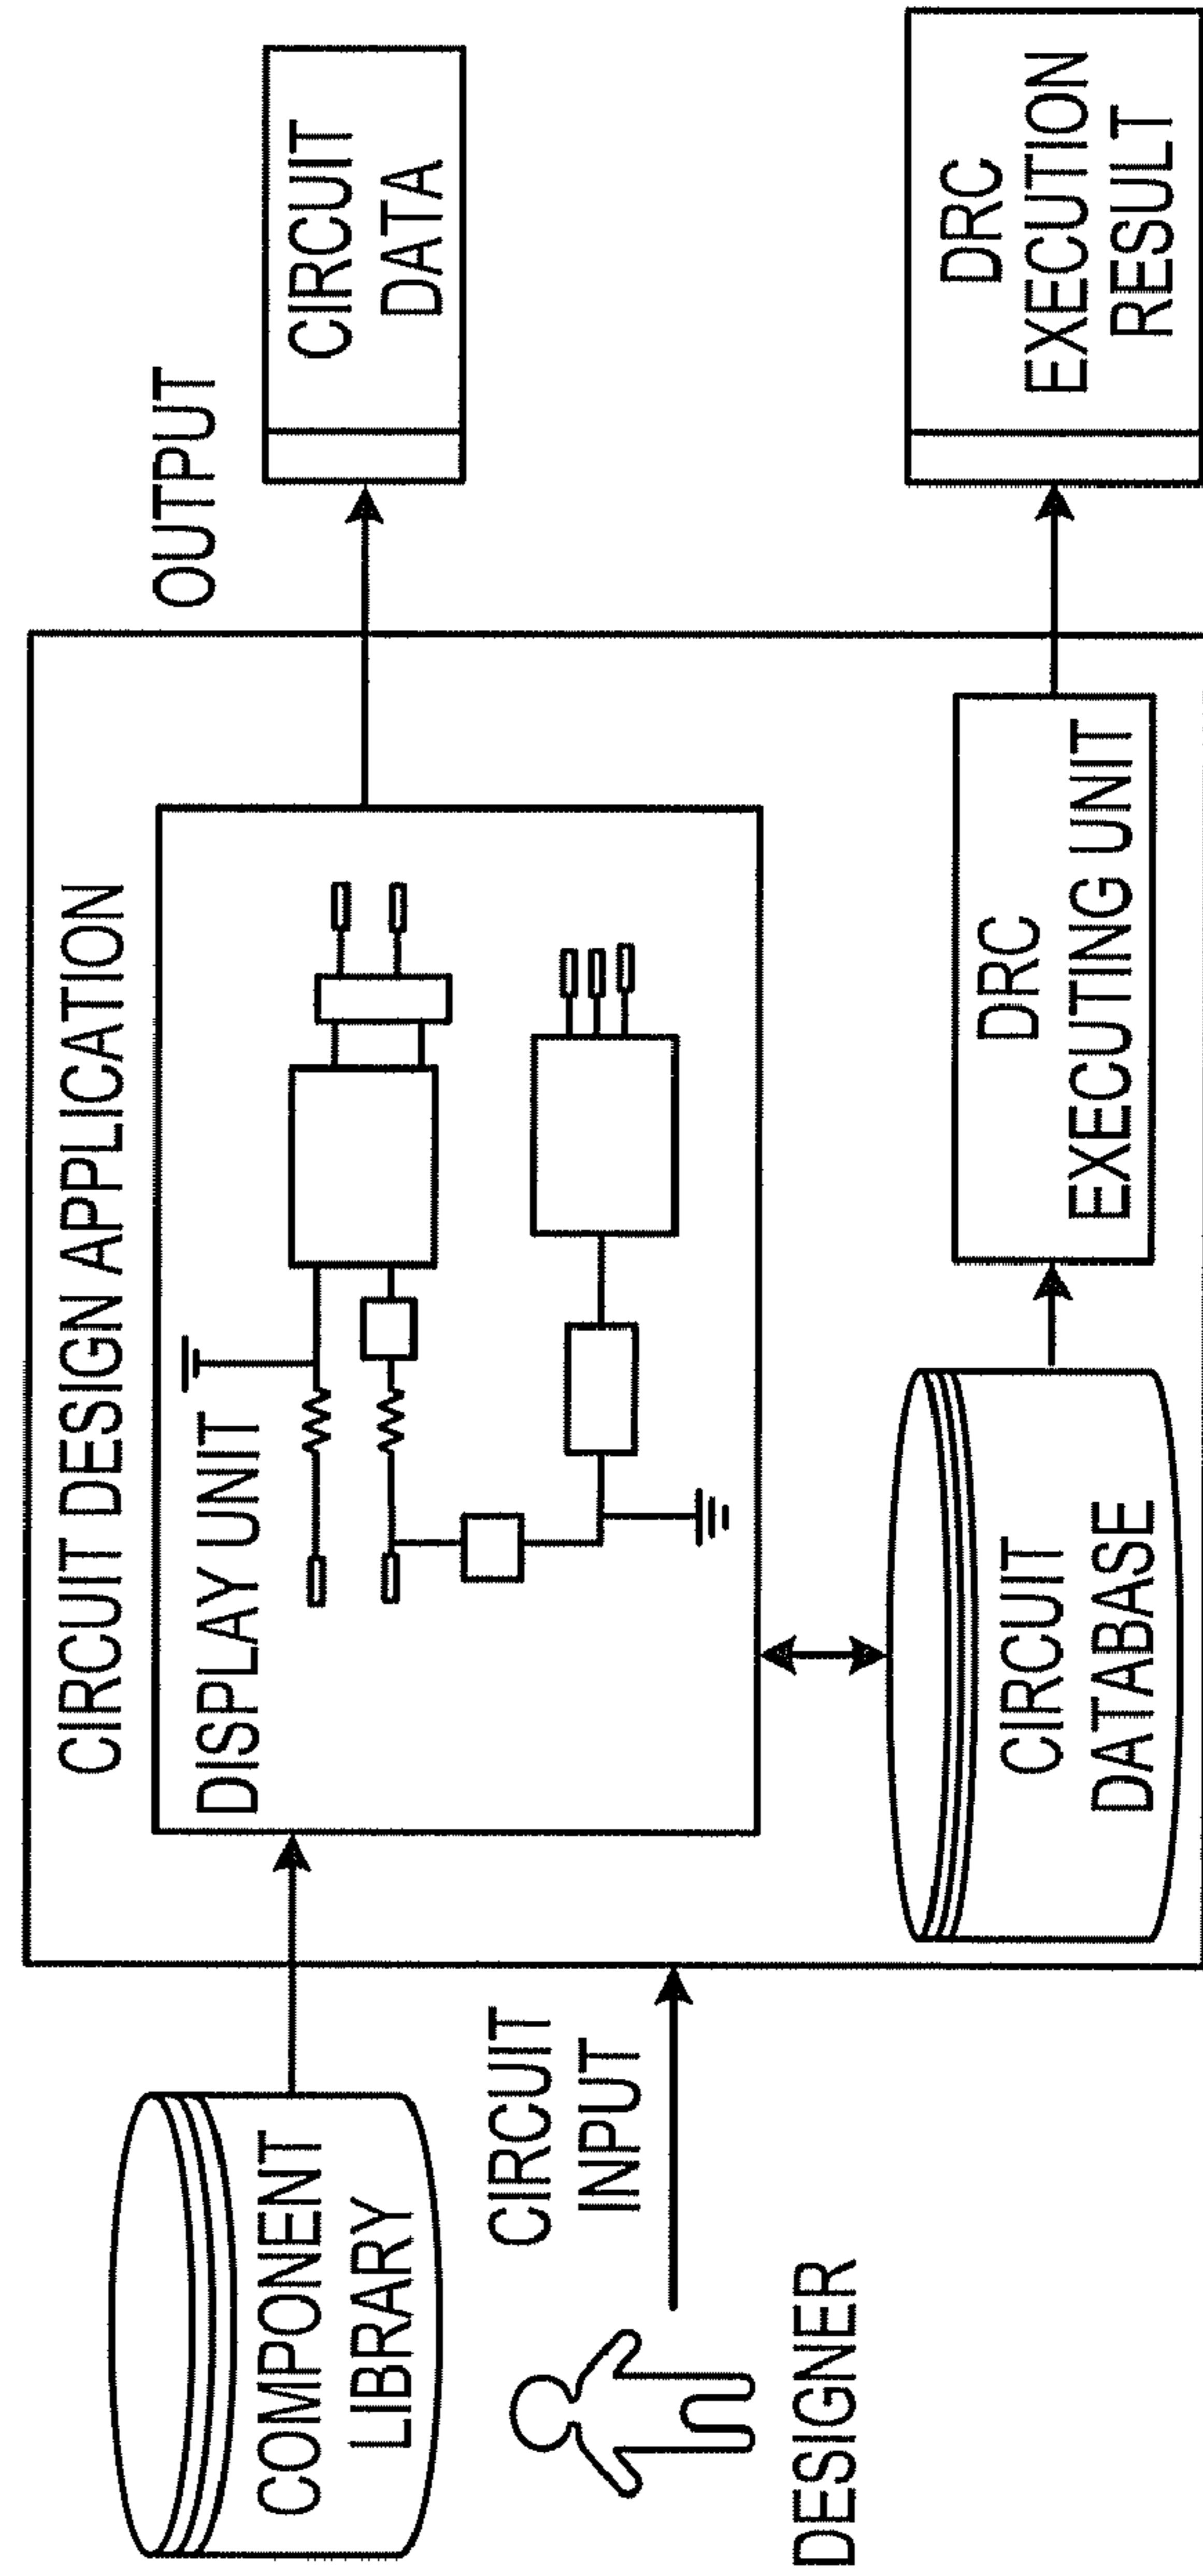 COMPONENT
LIBRARY
CIRCUIT
INPUT
DESIGNER
CIRCUIT DESIGN APPLICATION
DISPLAY UNIT
CIRCUIT
DATABASE
DRC
EXECUTING UNIT
OUTPUT
CIRCUIT
DATA
DRC
EXECUTION
RESULT